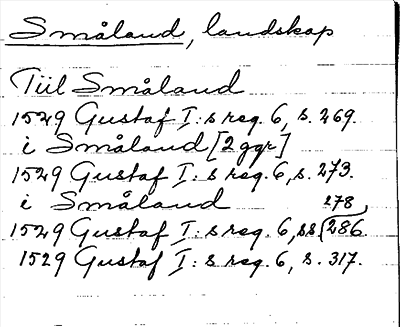 Småland, landskap
Till Småland
1529 Gustaf I:s reg. 6, s. 269.
i Småland [2 ggr]
1529 Gustaf I:s reg. 6, s. 273.
i Småland 278,
1529 Gustaf I:s reg. 6, ss 286.
1529 Gustaf I:s reg. 6, s. 317.